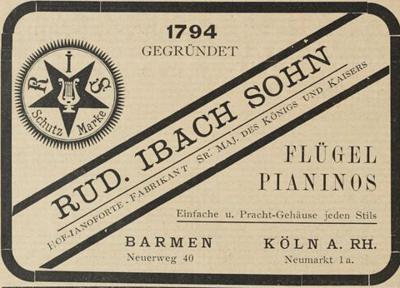 1794
GEGRÜNDET
R I S
Schutz Marke
RUD. IBACH SOHN
HOF-PIANOFORTE-FABRIKANT SR. MAJ. DES KÖNIGS UND KAISERS
FLÜGEL
PIANINOS
Einfache u. Pracht-Gehäuse jeden Stils
BARMEN
Neuerweg 40
KÖLN A. RH.
Neumarkt 1 a.